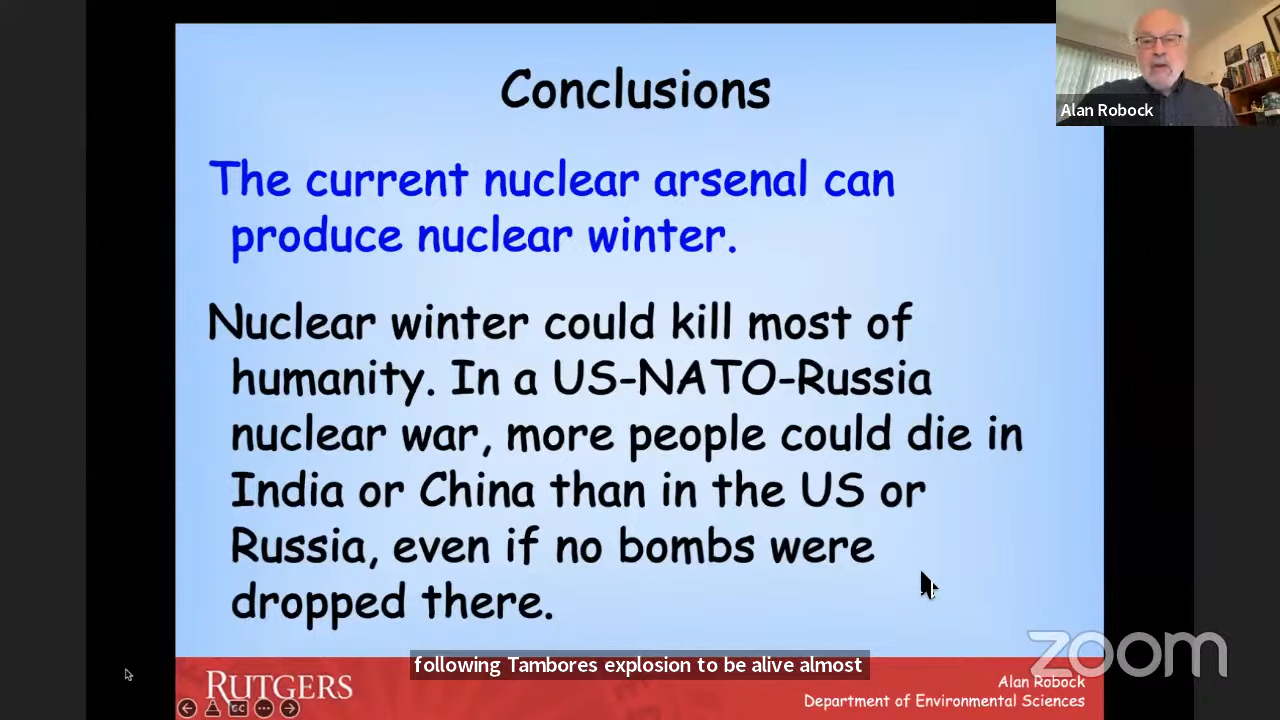 Conclusions
Alan Robock
The current nuclear arsenal can
produce nuclear winter.
Nuclear winter could kill most of
humanity. In a US-NATO-Russia
nuclear war, more people could die in
India or China than in the US or
Russia, even if no bombs were
dropped there.
zoom
following Tambores explosion to be alive almost
RUTGERS
Alan Robock
Department of Environmental Sciences
CC